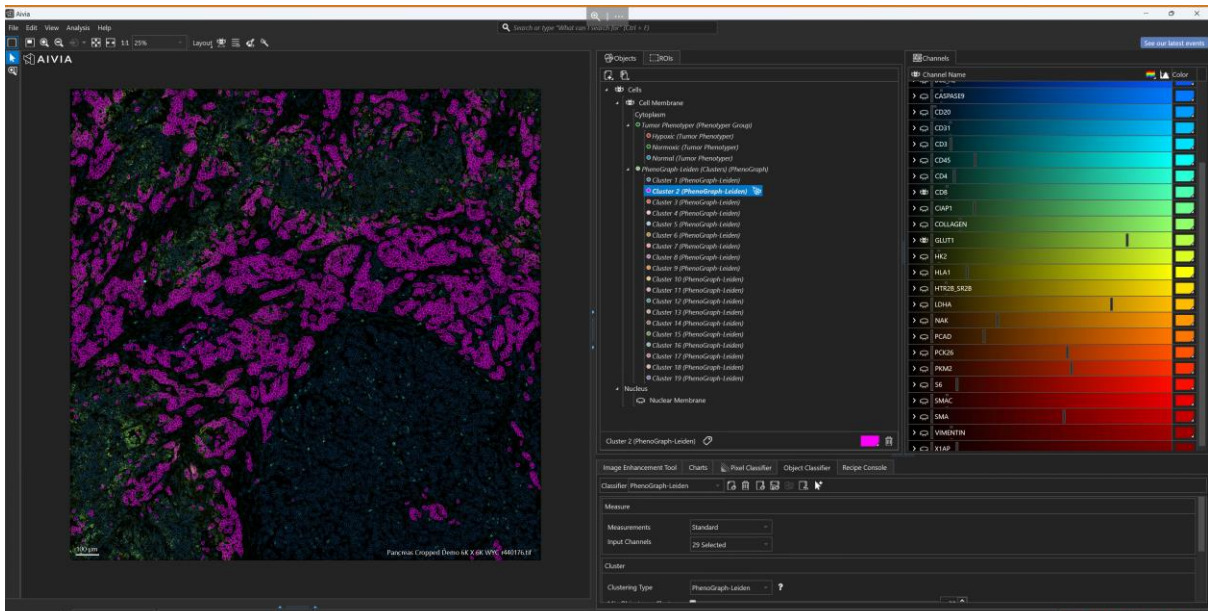 Aivia
File Edit View Analysis Help
Search or type "What can I search for" (Ctrl + F)
1:1 25% Layout
See our latest events
AIVIA
100 µm
Pancreas Cropped Demo 6K X 6K WYC r440176.tif
Objects ROIs
Cells
Cell Membrane
Cytoplasm
Tumor Phenotyper (Phenotyper Group)
Hypoxic (Tumor Phenotyper)
Normoxic (Tumor Phenotyper)
Normal (Tumor Phenotyper)
PhenoGraph-Leiden (Clusters) (PhenoGraph)
Cluster 1 (PhenoGraph-Leiden)
Cluster 2 (PhenoGraph-Leiden)
Cluster 3 (PhenoGraph-Leiden)
Cluster 4 (PhenoGraph-Leiden)
Cluster 5 (PhenoGraph-Leiden)
Cluster 6 (PhenoGraph-Leiden)
Cluster 7 (PhenoGraph-Leiden)
Cluster 8 (PhenoGraph-Leiden)
Cluster 9 (PhenoGraph-Leiden)
Cluster 10 (PhenoGraph-Leiden)
Cluster 11 (PhenoGraph-Leiden)
Cluster 12 (PhenoGraph-Leiden)
Cluster 13 (PhenoGraph-Leiden)
Cluster 14 (PhenoGraph-Leiden)
Cluster 15 (PhenoGraph-Leiden)
Cluster 16 (PhenoGraph-Leiden)
Cluster 17 (PhenoGraph-Leiden)
Cluster 18 (PhenoGraph-Leiden)
Cluster 19 (PhenoGraph-Leiden)
Nucleus
Nuclear Membrane
Cluster 2 (PhenoGraph-Leiden)
Channels
Channel Name Color
CASPASE9
CD20
CD31
CD3
CD45
CD4
CD8
CIAP1
COLLAGEN
GLUT1
HK2
HLA1
HTR2B_SR2B
LDHA
NAK
PCAD
PCK26
PKM2
S6
SMAC
SMA
VIMENTIN
X1AP
Image Enhancement Tool Charts Pixel Classifier Object Classifier Recipe Console
Classifier PhenoGraph-Leiden
Measure
Measurements Standard
Input Channels 29 Selected
Cluster
Clustering Type PhenoGraph-Leiden ?